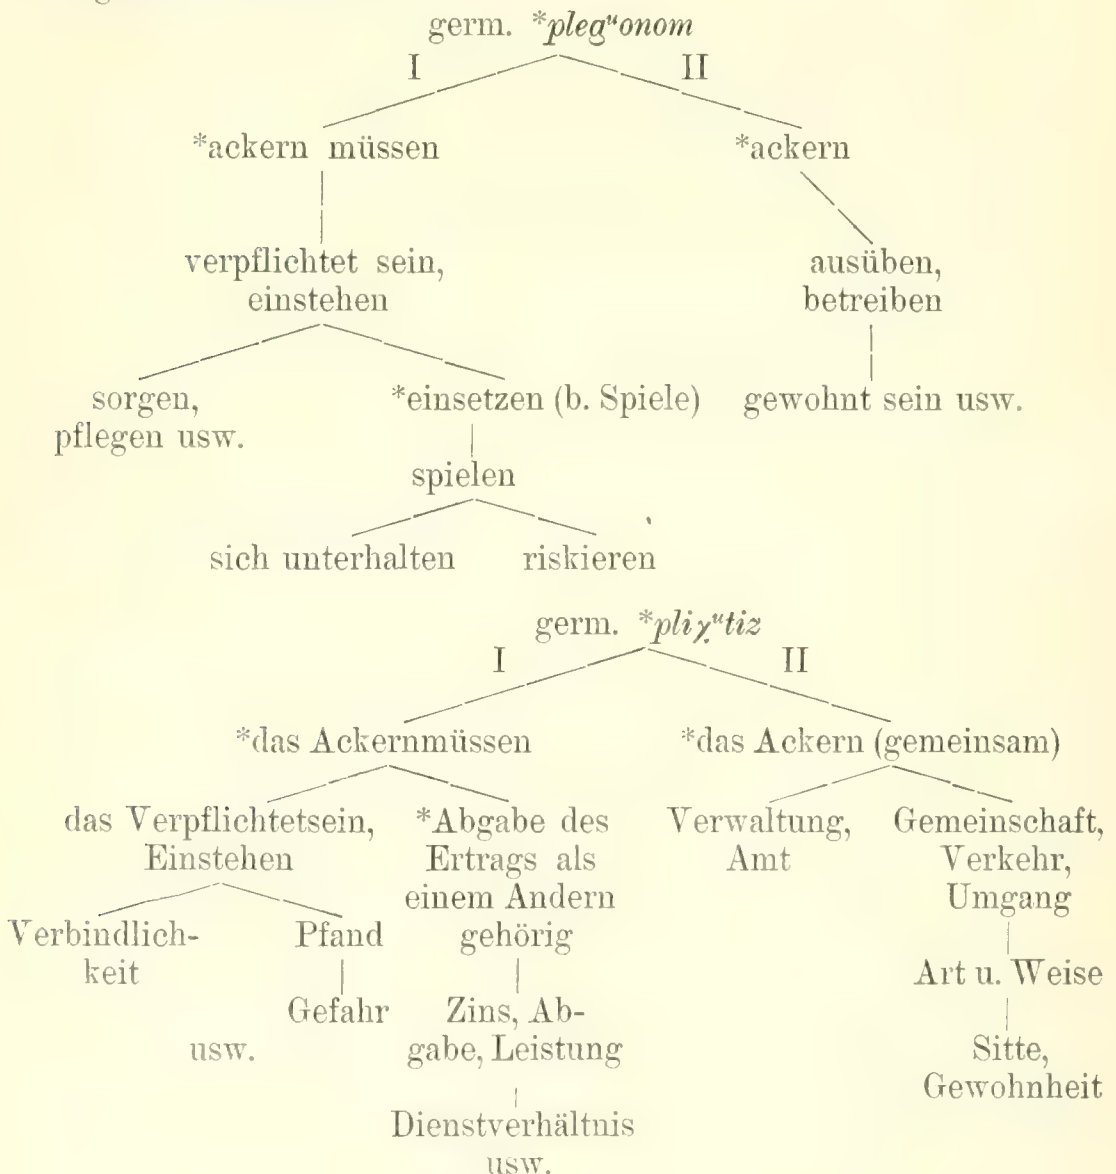 germ. *plegᵘonom
I II
*ackern müssen *ackern
verpflichtet sein, ausüben,
einstehen betreiben
sorgen, *einsetzen (b. Spiele) gewohnt sein usw.
pflegen usw.
spielen
sich unterhalten riskieren
germ. *pliχᵘtiz
I II
*das Ackernmüssen *das Ackern (gemeinsam)
das Verpflichtetsein, *Abgabe des Verwaltung, Gemeinschaft,
Einstehen Ertrags als Amt Verkehr,
einem Andern Umgang
Verbindlich- Pfand gehörig
keit Art u. Weise
Gefahr Zins, Ab-
usw. gabe, Leistung Sitte,
Gewohnheit
Dienstverhältnis
usw.